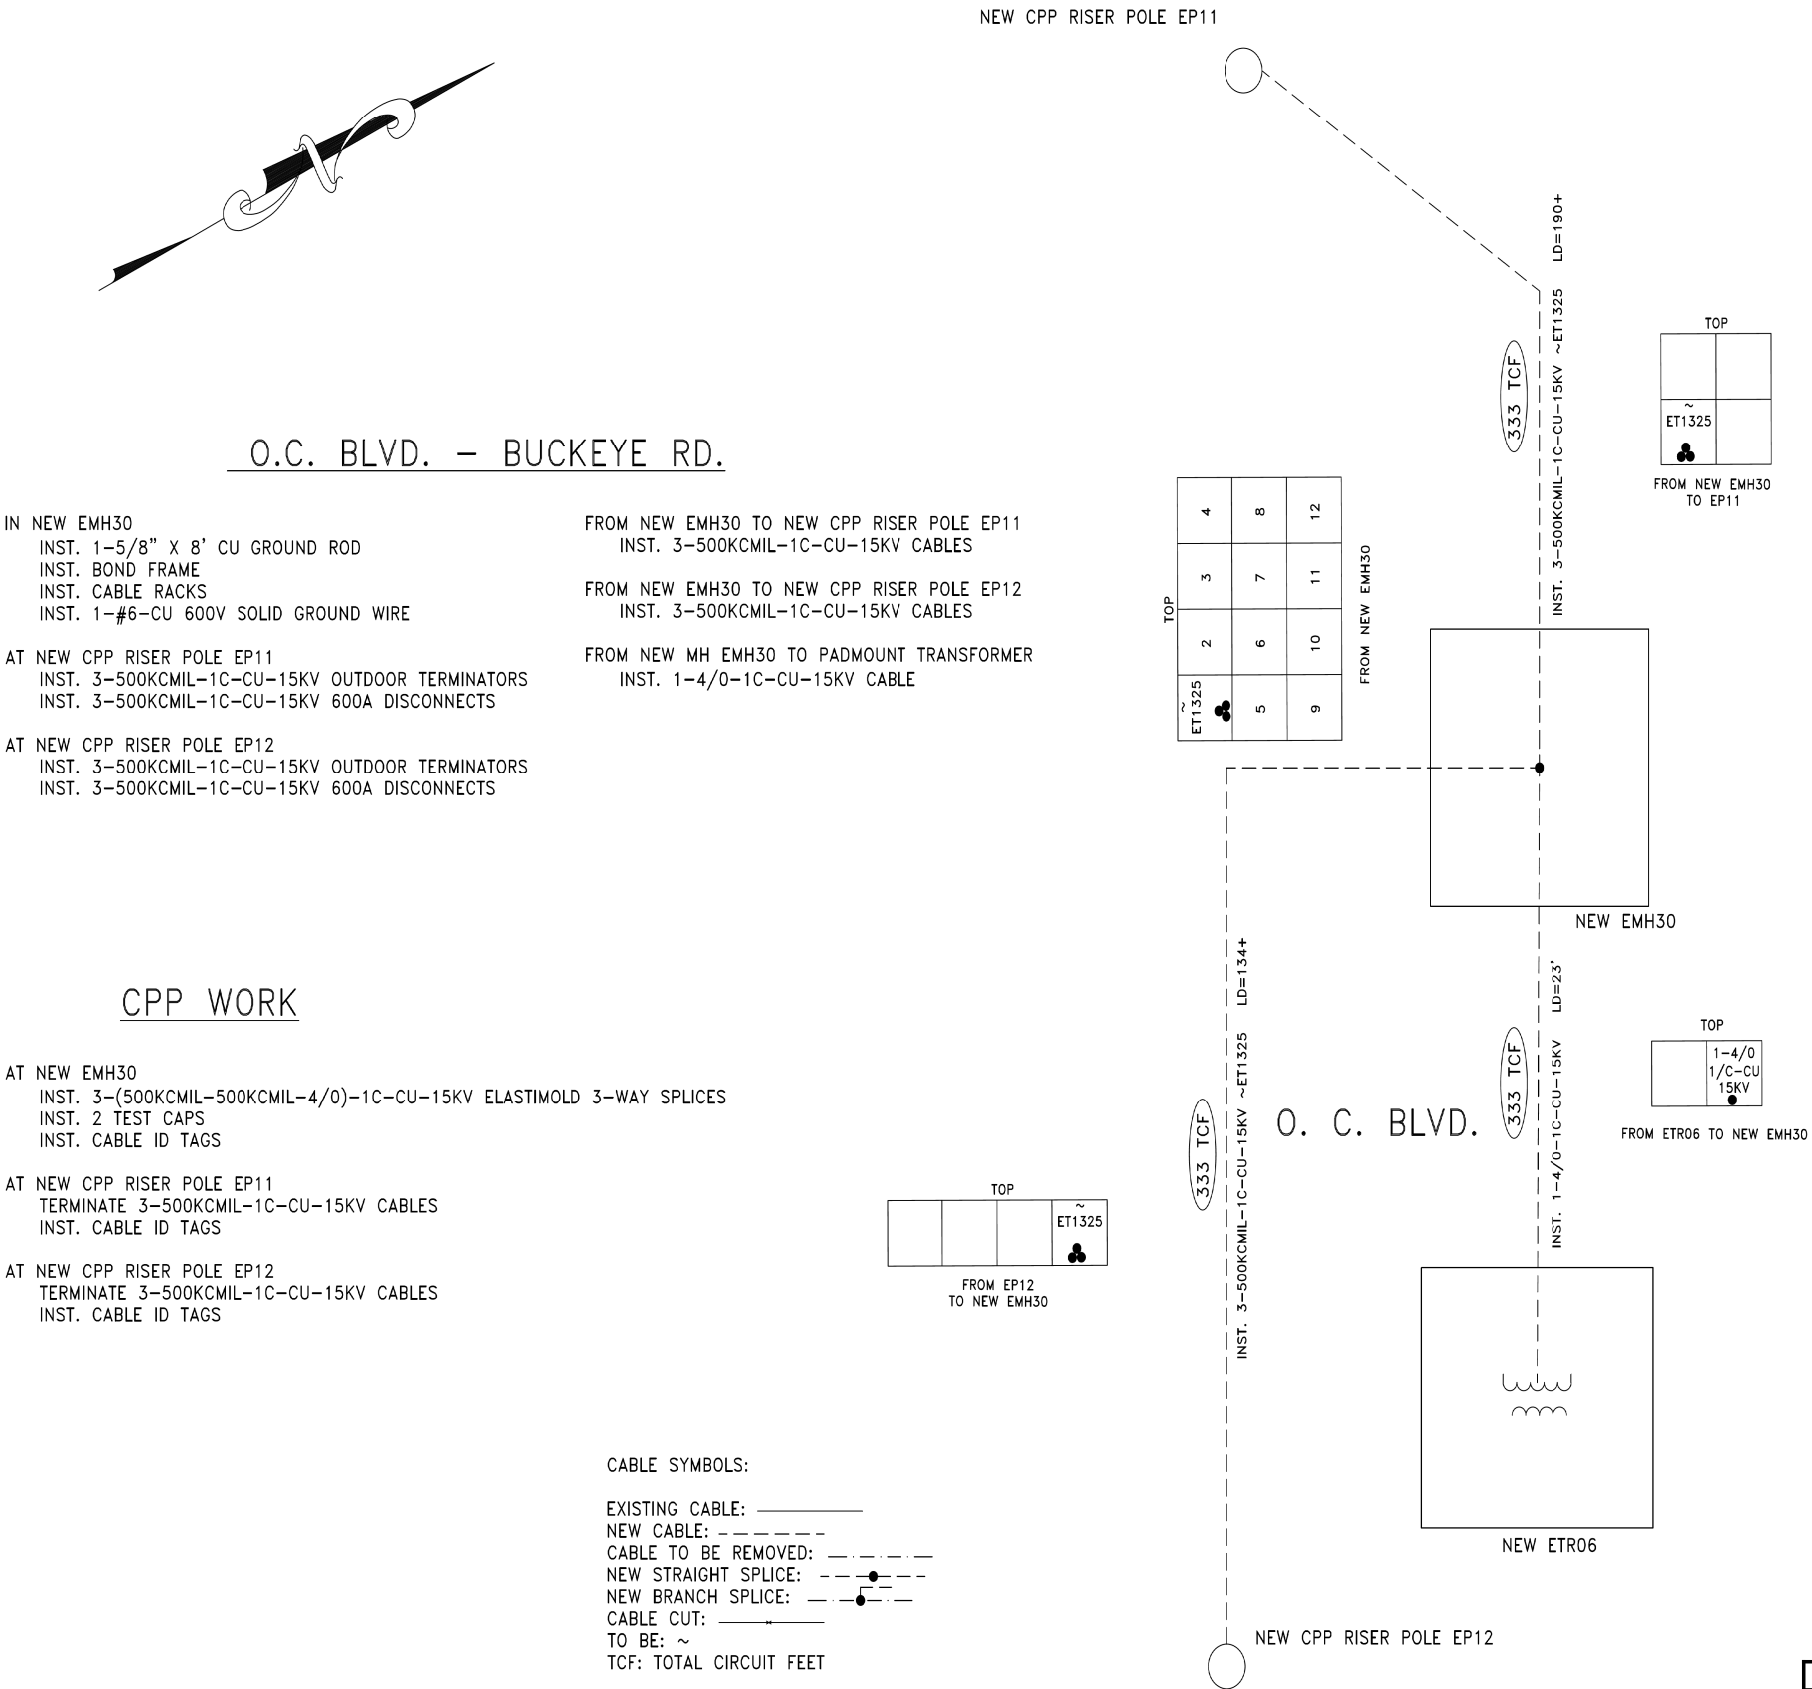 NEW CPP RISER POLE EP11
O.C. BLVD. - BUCKEYE RD.
IN NEW EMH30
INST. 1-5/8" X 8' CU GROUND ROD
INST. BOND FRAME
INST. CABLE RACKS
INST. 1-#6-CU 600V SOLID GROUND WIRE
AT NEW CPP RISER POLE EP11
INST. 3-500KCMIL-1C-CU-15KV OUTDOOR TERMINATORS
INST. 3-500KCMIL-1C-CU-15KV 600A DISCONNECTS
AT NEW CPP RISER POLE EP12
INST. 3-500KCMIL-1C-CU-15KV OUTDOOR TERMINATORS
INST. 3-500KCMIL-1C-CU-15KV 600A DISCONNECTS
FROM NEW EMH30 TO NEW CPP RISER POLE EP11
INST. 3-500KCMIL-1C-CU-15KV CABLES
FROM NEW EMH30 TO NEW CPP RISER POLE EP12
INST. 3-500KCMIL-1C-CU-15KV CABLES
FROM NEW MH EMH30 TO PADMOUNT TRANSFORMER
INST. 1-4/0-1C-CU-15KV CABLE
INST. 3-500KCMIL-1C-CU-15KV ~ET1325 LD=190+
333 TCF
TOP
~
ET1325
FROM NEW EMH30
TO EP11
TOP
4 8 12
3 7 11
2 6 10
~
ET1325
5 9
FROM NEW EMH30
NEW EMH30
CPP WORK
AT NEW EMH30
INST. 3-(500KCMIL-500KCMIL-4/0)-1C-CU-15KV ELASTIMOLD 3-WAY SPLICES
INST. 2 TEST CAPS
INST. CABLE ID TAGS
AT NEW CPP RISER POLE EP11
TERMINATE 3-500KCMIL-1C-CU-15KV CABLES
INST. CABLE ID TAGS
AT NEW CPP RISER POLE EP12
TERMINATE 3-500KCMIL-1C-CU-15KV CABLES
INST. CABLE ID TAGS
TOP
~
ET1325
FROM EP12
TO NEW EMH30
333 TCF
INST. 3-500KCMIL-1C-CU-15KV ~ET1325 LD=134+
O. C. BLVD.
333 TCF
INST. 1-4/0-1C-CU-15KV LD=23'
TOP
1-4/0
1/C-CU
15KV
FROM ETR06 TO NEW EMH30
NEW ETR06
CABLE SYMBOLS:
EXISTING CABLE:
NEW CABLE:
CABLE TO BE REMOVED:
NEW STRAIGHT SPLICE:
NEW BRANCH SPLICE:
CABLE CUT:
TO BE: ~
TCF: TOTAL CIRCUIT FEET
NEW CPP RISER POLE EP12